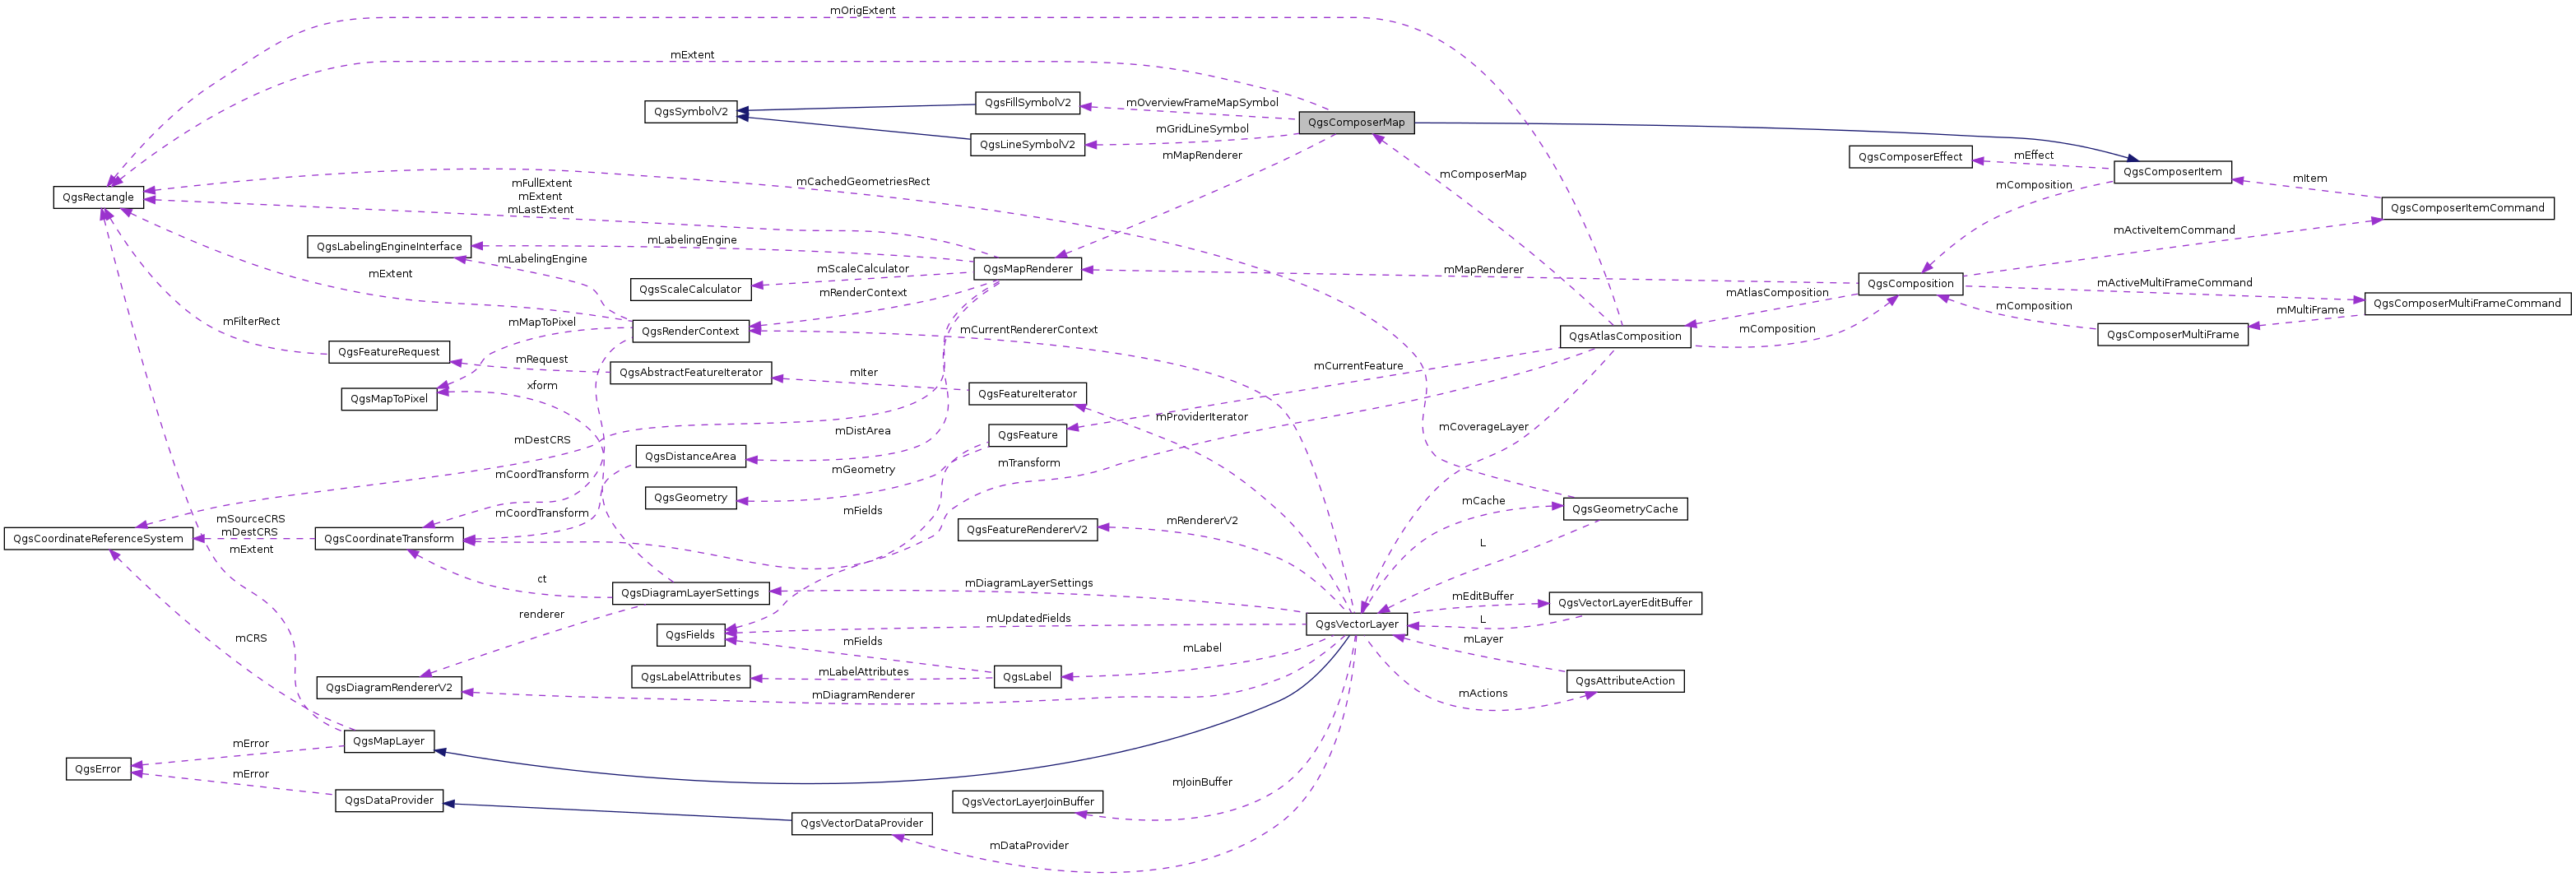 mOrigExtent
mExtent
QgsSymbolV2
QgsFillSymbolV2
mOverviewFrameMapSymbol
QgsComposerMap
mGridLineSymbol
QgsLineSymbolV2
mMapRenderer
QgsComposerEffect
mEffect
QgsComposerItem
mComposerMap
mCachedGeometriesRect
mItem
mComposition
QgsComposerItemCommand
mFullExtent
mExtent
mLastExtent
QgsRectangle
mActiveItemCommand
QgsLabelingEngineInterface
mLabelingEngine
mLabelingEngine
mExtent
mScaleCalculator
QgsMapRenderer
mMapRenderer
QgsScaleCalculator
mRenderContext
QgsComposition
mActiveMultiFrameCommand
QgsComposerMultiFrameCommand
mAtlasComposition
mComposition
mMultiFrame
QgsComposerMultiFrame
mFilterRect
mMapToPixel
QgsRenderContext
mCurrentRendererContext
QgsAtlasComposition
mComposition
QgsFeatureRequest
mRequest
QgsAbstractFeatureIterator
mIter
mCurrentFeature
xform
QgsMapToPixel
QgsFeatureIterator
mProviderIterator
mDestCRS
mDistArea
QgsFeature
mCoverageLayer
QgsDistanceArea
mCoordTransform
mGeometry
mTransform
QgsGeometry
mFields
mCache
QgsGeometryCache
mCoordTransform
mSourceCRS
mDestCRS
mExtent
QgsCoordinateReferenceSystem
QgsCoordinateTransform
QgsFeatureRendererV2
mRendererV2
L
ct
QgsDiagramLayerSettings
mDiagramLayerSettings
mEditBuffer
QgsVectorLayerEditBuffer
L
renderer
mUpdatedFields
QgsVectorLayer
mCRS
QgsFields
mFields
mLabel
mLayer
QgsLabelAttributes
mLabelAttributes
QgsLabel
QgsAttributeAction
QgsDiagramRendererV2
mDiagramRenderer
mActions
QgsMapLayer
mError
QgsError
mError
QgsDataProvider
mJoinBuffer
QgsVectorLayerJoinBuffer
QgsVectorDataProvider
mDataProvider